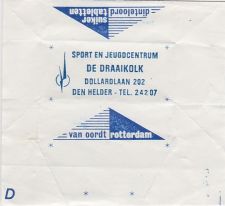 suiker tabletten
dinteloord
SPORT EN JEUGDCENTRUM
DE DRAAIKOLK
DOLLARDLAAN 202
DEN HELDER - TEL. 24207
van oordt rotterdam
D